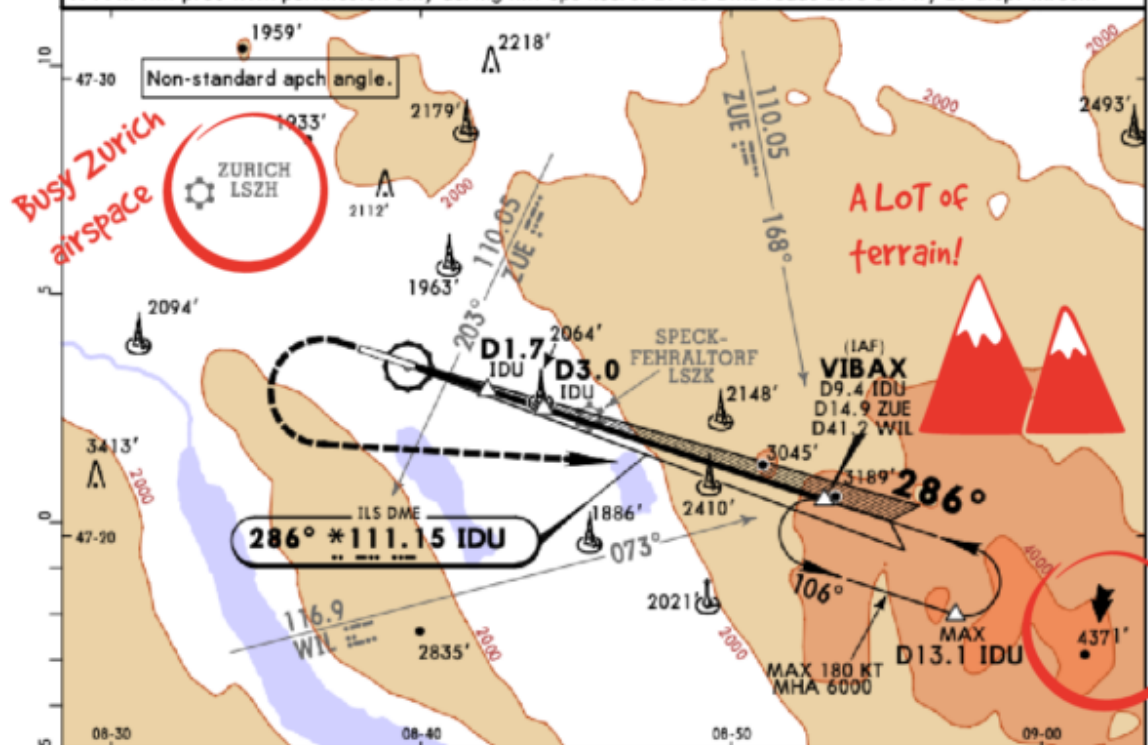 1959'
2218'
2000
10
47-30
Non-standard apch angle.
2179'
2000
2493'
1933'
Busy Zurich
airspace
ZURICH
LSZH
2112'
2000
110.05
ZUE
110.05
ZUE
168°
A LOT of
terrain!
1963'
203°
5
2094'
2064'
D1.7
IDU
D3.0
IDU
SPECK-
FEHRALTORF
LSZK
(IAF)
VIBAX
D9.4 IDU
D14.9 ZUE
D41.2 WIL
2148'
3413'
2000
3045'
3189'
286°
2410'
ILS DME
286° *111.15 IDU
1886'
073°
0
47-20
4000
106°
2021'
116.9
WIL
2835'
2000
2000
MAX
D13.1 IDU
4371'
MAX 180 KT
MHA 6000
5
08-30
08-40
08-50
09-00